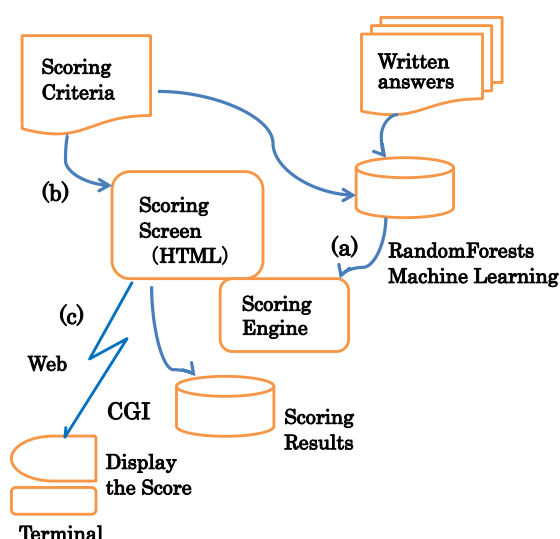 Scoring
Criteria
Written
answers
(b)
Scoring
Screen
(HTML)
(a)
RandomForests
Machine Learning
Scoring
Engine
(c)
Web
CGI
Scoring
Results
Display
the Score
Terminal